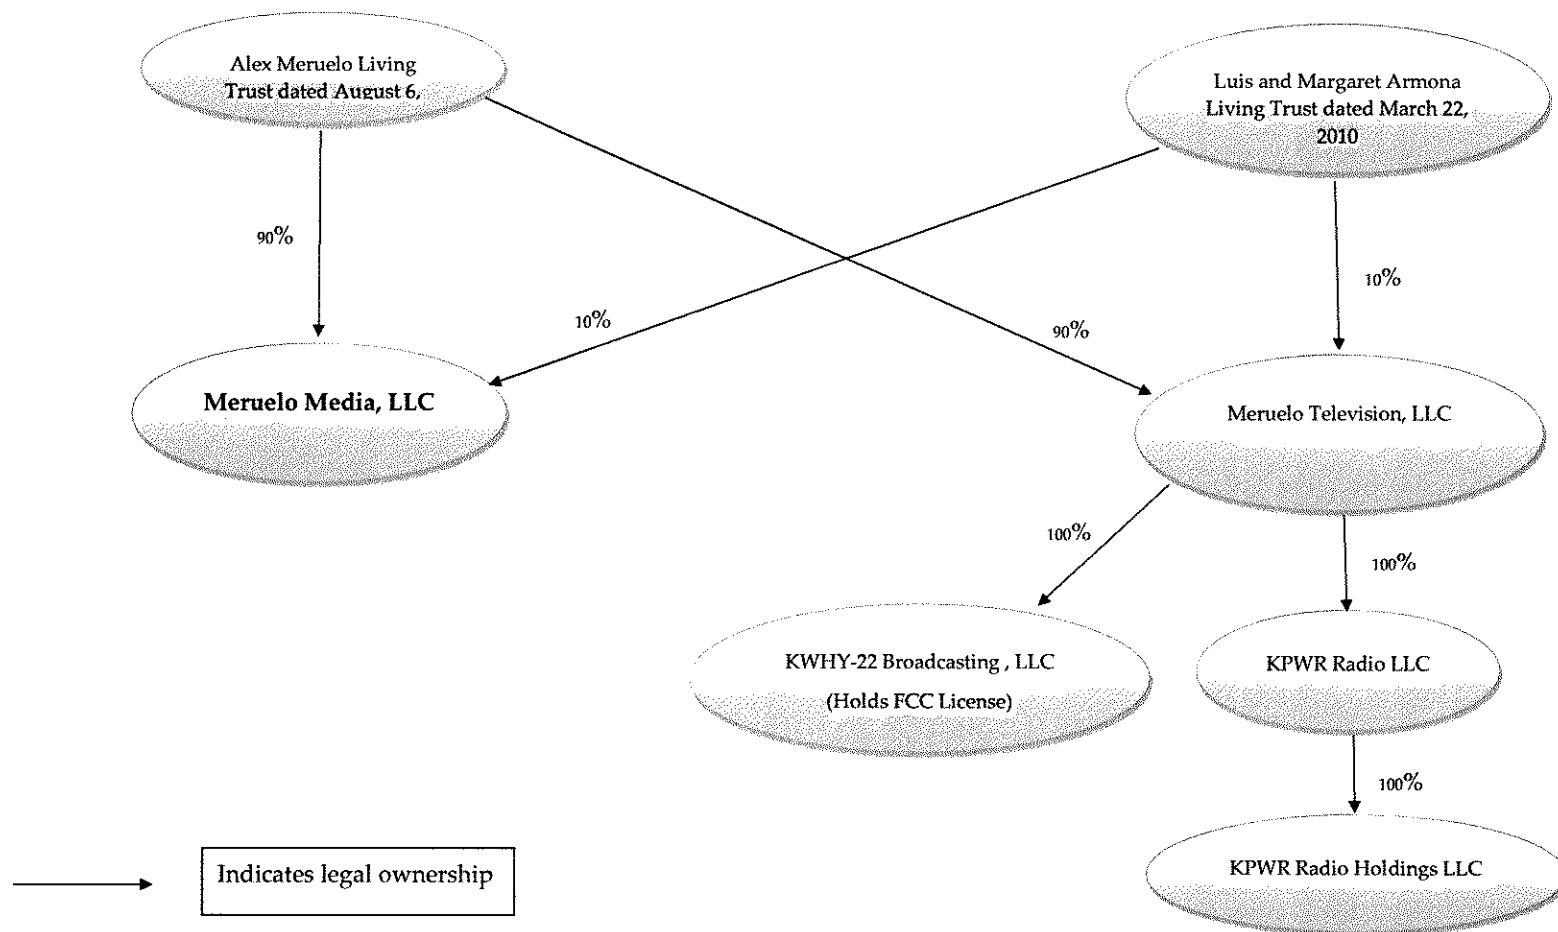 Alex Meruelo Living
Trust dated August 6,
Luis and Margaret Armona
Living Trust dated March 22,
2010
90%
10%
10%
90%
Meruelo Media, LLC
Meruelo Television, LLC
100%
100%
KWHY-22 Broadcasting , LLC
(Holds FCC License)
KPWR Radio LLC
100%
Indicates legal ownership
KPWR Radio Holdings LLC